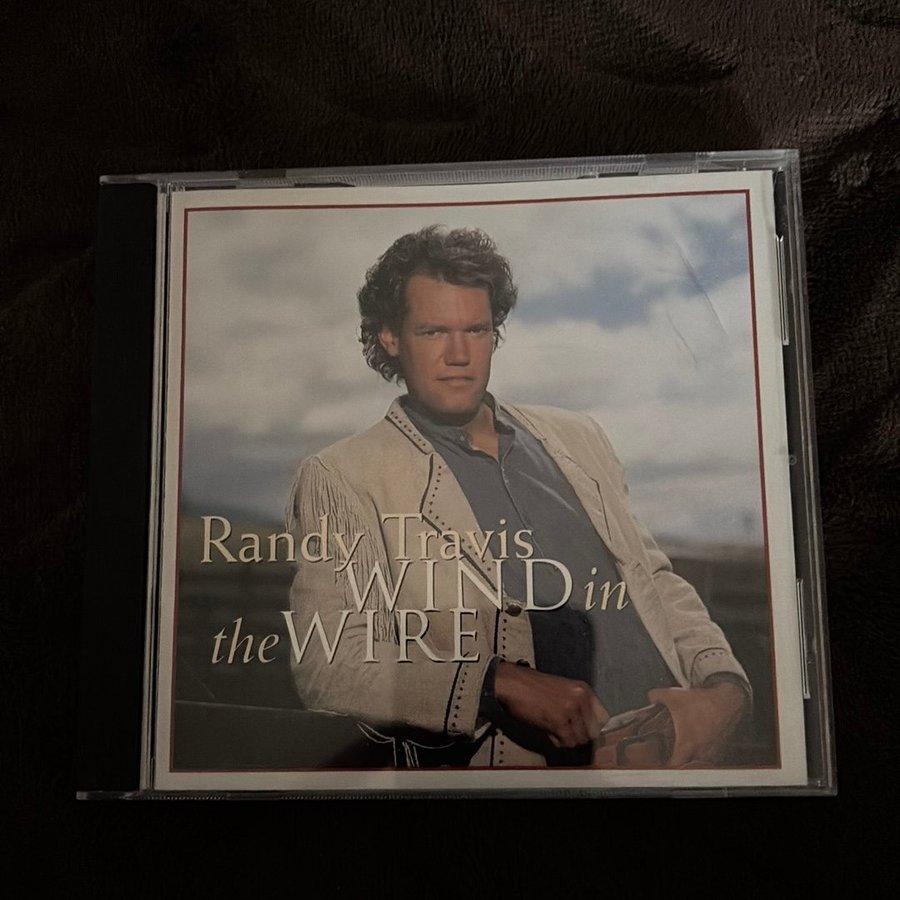 Randy Travis
WIND in
the WIRE